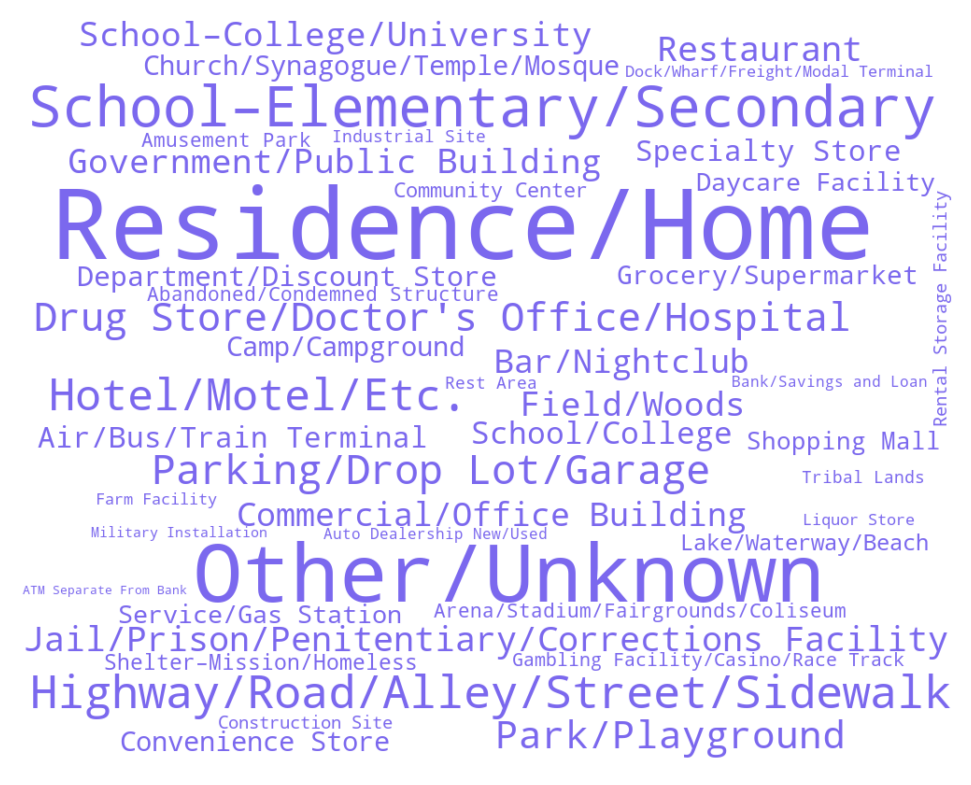 School–College/University
Restaurant
Church/Synagogue/Temple/Mosque
Dock/Wharf/Freight/Modal Terminal
School–Elementary/Secondary
Amusement Park
Industrial Site
Government/Public Building
Specialty Store
Community Center
Daycare Facility
Residence/Home
Rental Storage Facility
Department/Discount Store
Grocery/Supermarket
Abandoned/Condemned Structure
Drug Store/Doctor's Office/Hospital
Camp/Campground
Bar/Nightclub
Hotel/Motel/Etc.
Rest Area
Bank/Savings and Loan
Field/Woods
Air/Bus/Train Terminal
School/College
Shopping Mall
Parking/Drop Lot/Garage
Tribal Lands
Farm Facility
Commercial/Office Building
Liquor Store
Military Installation
Auto Dealership New/Used
Lake/Waterway/Beach
Other/Unknown
ATM Separate From Bank
Service/Gas Station
Arena/Stadium/Fairgrounds/Coliseum
Jail/Prison/Penitentiary/Corrections Facility
Shelter–Mission/Homeless
Gambling Facility/Casino/Race Track
Highway/Road/Alley/Street/Sidewalk
Construction Site
Convenience Store
Park/Playground